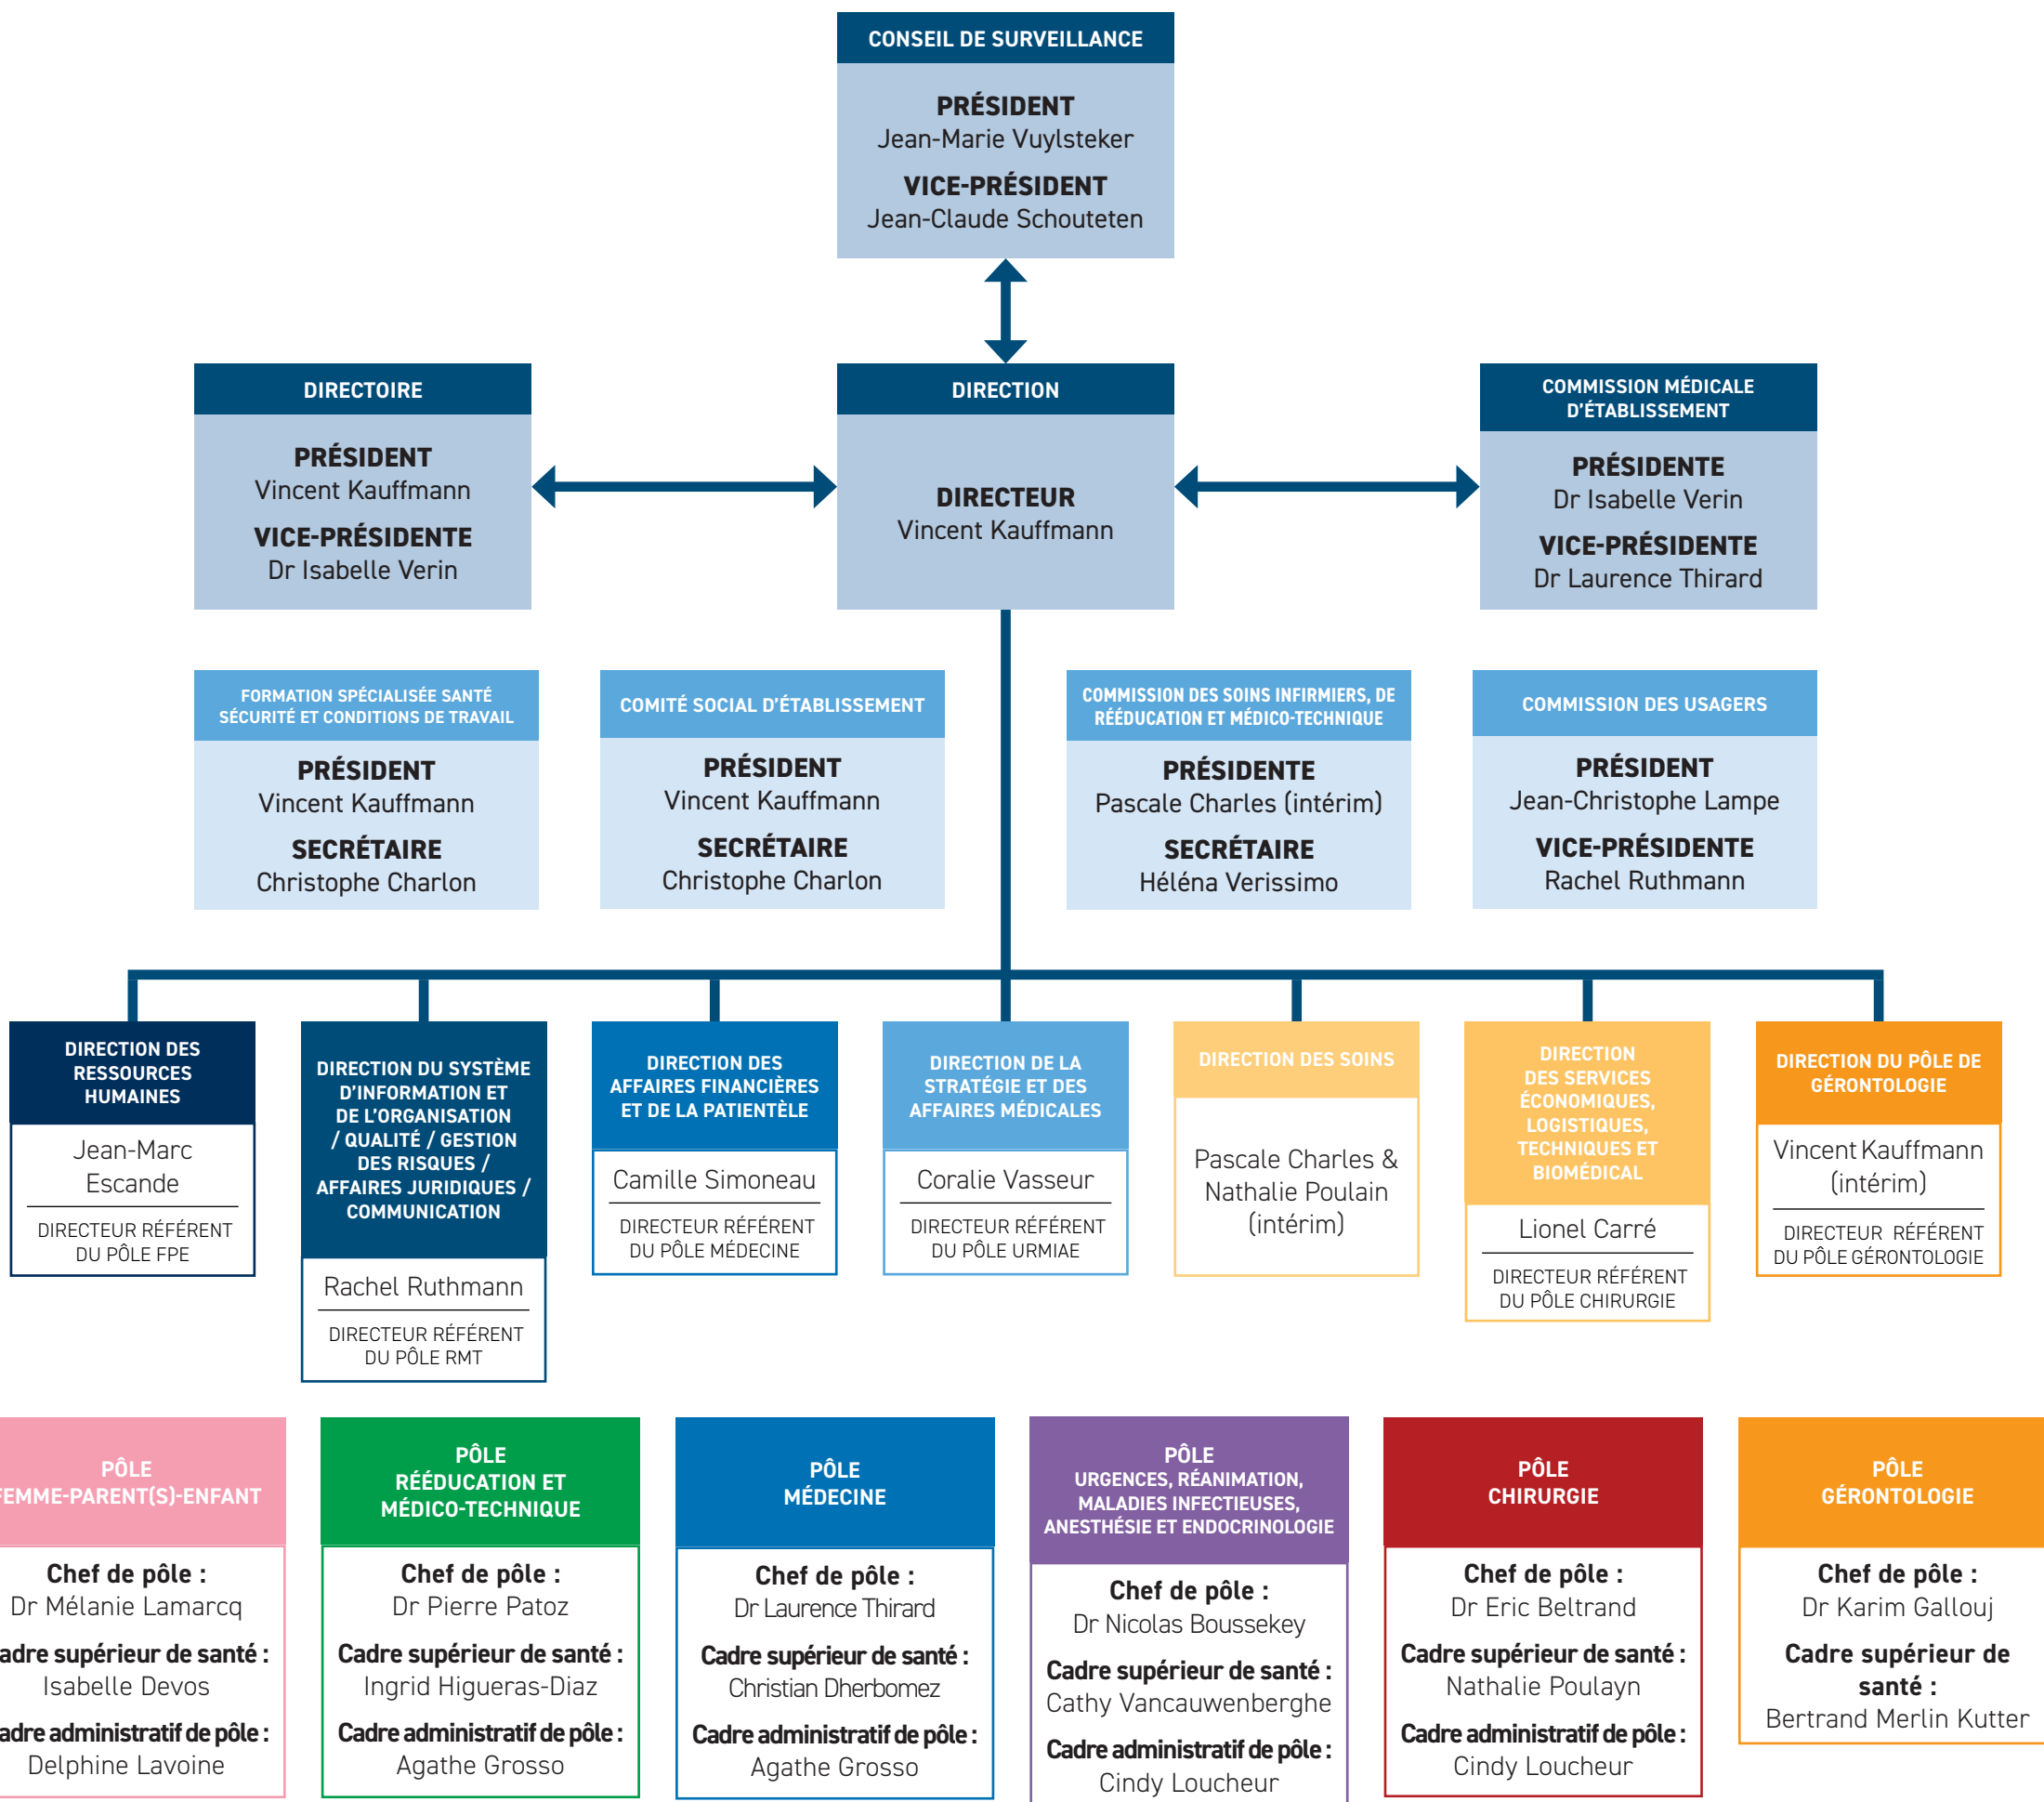 CONSEIL DE SURVEILLANCE
PRÉSIDENT
Jean-Marie Vuylsteker
VICE-PRÉSIDENT
Jean-Claude Schouteten
DIRECTOIRE
PRÉSIDENT
Vincent Kauffmann
VICE-PRÉSIDENTE
Dr Isabelle Verin
DIRECTION
DIRECTEUR
Vincent Kauffmann
COMMISSION MÉDICALE
D'ÉTABLISSEMENT
PRÉSIDENTE
Dr Isabelle Verin
VICE-PRÉSIDENTE
Dr Laurence Thirard
FORMATION SPÉCIALISÉE SANTÉ
SÉCURITÉ ET CONDITIONS DE TRAVAIL
PRÉSIDENT
Vincent Kauffmann
SECRÉTAIRE
Christophe Charlon
COMITÉ SOCIAL D'ÉTABLISSEMENT
PRÉSIDENT
Vincent Kauffmann
SECRÉTAIRE
Christophe Charlon
COMMISSION DES SOINS INFIRMIERS, DE
RÉÉDUCATION ET MÉDICO-TECHNIQUE
PRÉSIDENTE
Pascale Charles (intérim)
SECRÉTAIRE
Héléna Verissimo
COMMISSION DES USAGERS
PRÉSIDENT
Jean-Christophe Lampe
VICE-PRÉSIDENTE
Rachel Ruthmann
DIRECTION DES
RESSOURCES
HUMAINES
Jean-Marc
Escande
DIRECTEUR RÉFÉRENT
DU PÔLE FPE
DIRECTION DU SYSTÈME
D'INFORMATION ET
DE L'ORGANISATION
/ QUALITÉ / GESTION
DES RISQUES /
AFFAIRES JURIDIQUES /
COMMUNICATION
Rachel Ruthmann
DIRECTEUR RÉFÉRENT
DU PÔLE RMT
DIRECTION DES
AFFAIRES FINANCIÈRES
ET DE LA PATIENTÈLE
Camille Simoneau
DIRECTEUR RÉFÉRENT
DU PÔLE MÉDECINE
DIRECTION DE LA
STRATÉGIE ET DES
AFFAIRES MÉDICALES
Coralie Vasseur
DIRECTEUR RÉFÉRENT
DU PÔLE URMIAE
DIRECTION DES SOINS
Pascale Charles &
Nathalie Poulain
(intérim)
DIRECTION
DES SERVICES
ÉCONOMIQUES,
LOGISTIQUES,
TECHNIQUES ET
BIOMÉDICAL
Lionel Carré
DIRECTEUR RÉFÉRENT
DU PÔLE CHIRURGIE
DIRECTION DU PÔLE DE
GÉRONTOLOGIE
Vincent Kauffmann
(intérim)
DIRECTEUR RÉFÉRENT
DU PÔLE GÉRONTOLOGIE
PÔLE
FEMME-PARENT(S)-ENFANT
Chef de pôle :
Dr Mélanie Lamarcq
adre supérieur de santé :
Isabelle Devos
adre administratif de pôle :
Delphine Lavoine
PÔLE
RÉÉDUCATION ET
MÉDICO-TECHNIQUE
Chef de pôle :
Dr Pierre Patoz
Cadre supérieur de santé :
Ingrid Higueras-Diaz
Cadre administratif de pôle :
Agathe Grosso
PÔLE
MÉDECINE
Chef de pôle :
Dr Laurence Thirard
Cadre supérieur de santé :
Christian Dherbomez
Cadre administratif de pôle :
Agathe Grosso
PÔLE
URGENCES, RÉANIMATION,
MALADIES INFECTIEUSES,
ANESTHÉSIE ET ENDOCRINOLOGIE
Chef de pôle :
Dr Nicolas Boussekey
Cadre supérieur de santé :
Cathy Vancauwenberghe
Cadre administratif de pôle :
Cindy Loucheur
PÔLE
CHIRURGIE
Chef de pôle :
Dr Eric Beltrand
Cadre supérieur de santé :
Nathalie Poulayn
Cadre administratif de pôle :
Cindy Loucheur
PÔLE
GÉRONTOLOGIE
Chef de pôle :
Dr Karim Gallouj
Cadre supérieur de
santé :
Bertrand Merlin Kutter